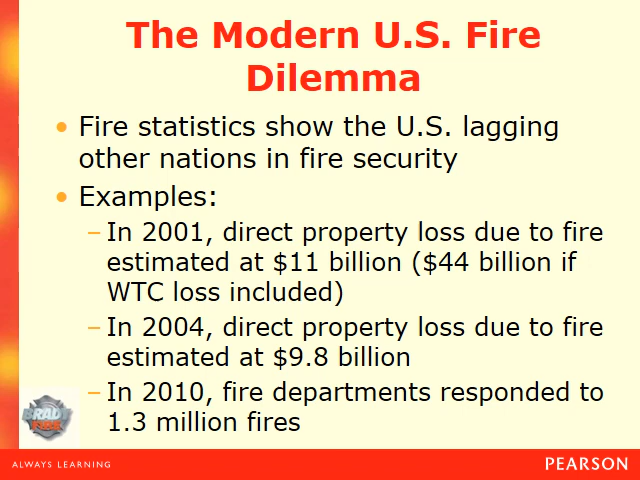 The Modern U.S. Fire
Dilemma
• Fire statistics show the U.S. lagging
other nations in fire security
• Examples:
– In 2001, direct property loss due to fire
estimated at $11 billion ($44 billion if
WTC loss included)
– In 2004, direct property loss due to fire
estimated at $9.8 billion
– In 2010, fire departments responded to
1.3 million fires
BRADY
FIRE
ALWAYS LEARNING
PEARSON